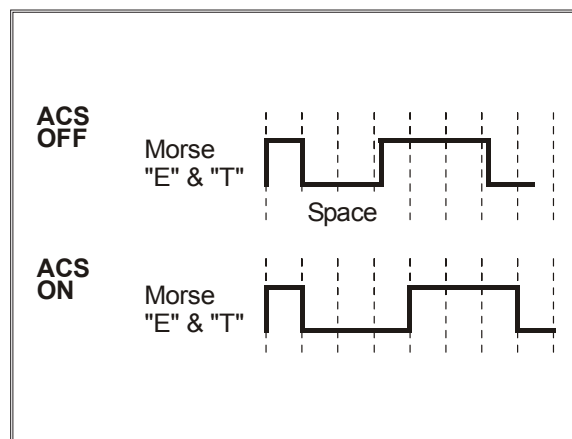 ACS
OFF
Morse
"E" & "T"
Space
ACS
ON
Morse
"E" & "T"